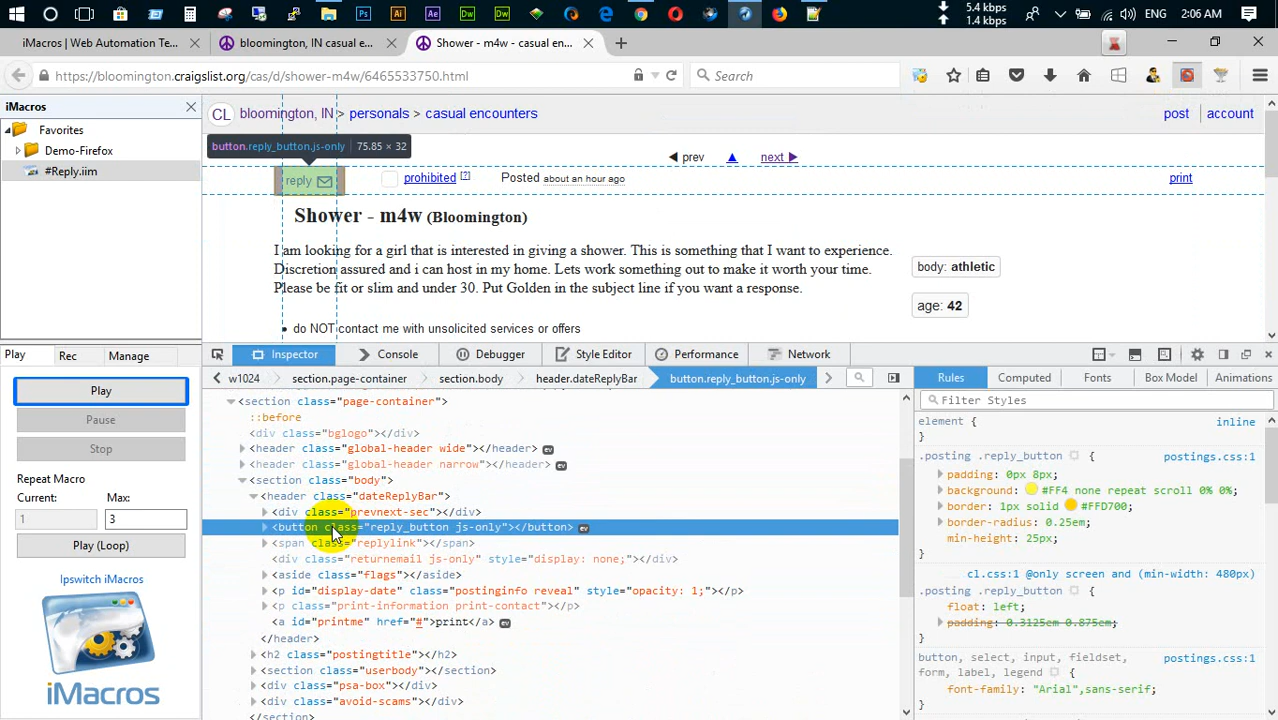 Ps Ai Ae Dw Dw
5.4 kbps
1.4 kbps
ENG 2:06 AM
iMacros | Web Automation Te...
bloomington, IN casual e...
Shower - m4w - casual en...
https://bloomington.craigslist.org/cas/d/shower-m4w/6465533750.html
Search
iMacros
Favorites
Demo-Firefox
#Reply.iim
CL bloomington, IN > personals > casual encounters
post account
button.reply_button.js-only 75.85 × 32
◀ prev ▲ next ▶
reply prohibited [?] Posted about an hour ago print
Shower - m4w (Bloomington)
I am looking for a girl that is interested in giving a shower. This is something that I want to experience.
Discretion assured and i can host in my home. Lets work something out to make it worth your time.
Please be fit or slim and under 30. Put Golden in the subject line if you want a response.
body: athletic
age: 42
• do NOT contact me with unsolicited services or offers
Play Rec Manage
Play
Pause
Stop
Repeat Macro
Current: Max:
1 3
Play (Loop)
Ipswitch iMacros
iMacros
Inspector Console Debugger Style Editor Performance Network
w1024 section.page-container section.body header.dateReplyBar button.reply_button.js-only
<section class="page-container">
::before
<div class="bglogo"></div>
<header class="global-header wide"></header> ev
<header class="global-header narrow"></header> ev
<section class="body">
<header class="dateReplyBar">
<div class="prevnext-sec"></div>
<button class="reply_button js-only"></button> ev
<span class="replylink"></span>
<div class="returnemail js-only" style="display: none;"></div>
<aside class="flags"></aside>
<p id="display-date" class="postinginfo reveal" style="opacity: 1;"></p>
<p class="print-information print-contact"></p>
<a id="printme" href="#">print</a> ev
</header>
<h2 class="postingtitle"></h2>
<section class="userbody"></section>
<div class="psa-box"></div>
<div class="avoid-scams"></div>
</section>
Rules Computed Fonts Box Model Animations
Filter Styles
element { inline
}
.posting .reply_button { postings.css:1
padding: 0px 8px;
background: #FF4 none repeat scroll 0% 0%;
border: 1px solid #FFD700;
border-radius: 0.25em;
min-height: 25px;
}
cl.css:1 @only screen and (min-width: 480px)
.posting .reply_button {
float: left;
padding: 0.3125em 0.875em;
}
button, select, input, fieldset, postings.css:1
form, label, legend {
font-family: "Arial",sans-serif;
}